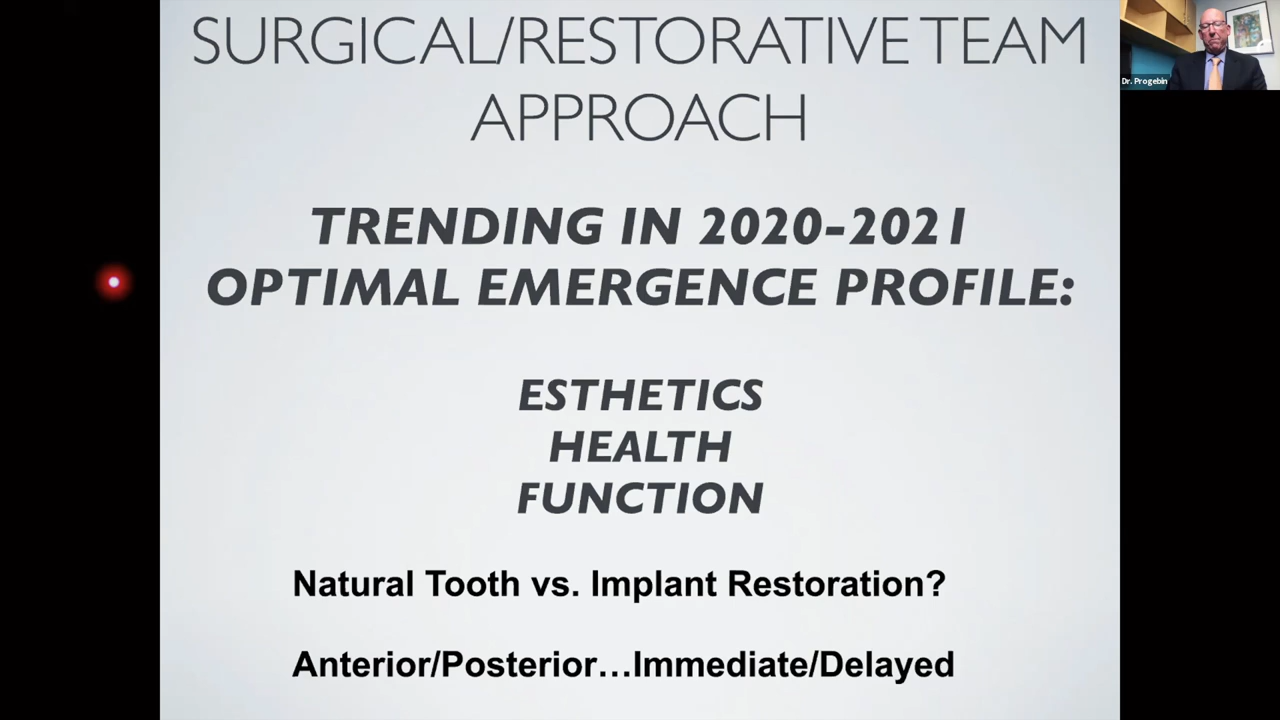 SURGICAL/RESTORATIVE TEAM
APPROACH
TRENDING IN 2020-2021
OPTIMAL EMERGENCE PROFILE:
ESTHETICS
HEALTH
FUNCTION
Natural Tooth vs. Implant Restoration?
Anterior/Posterior…Immediate/Delayed
Dr. Progebin